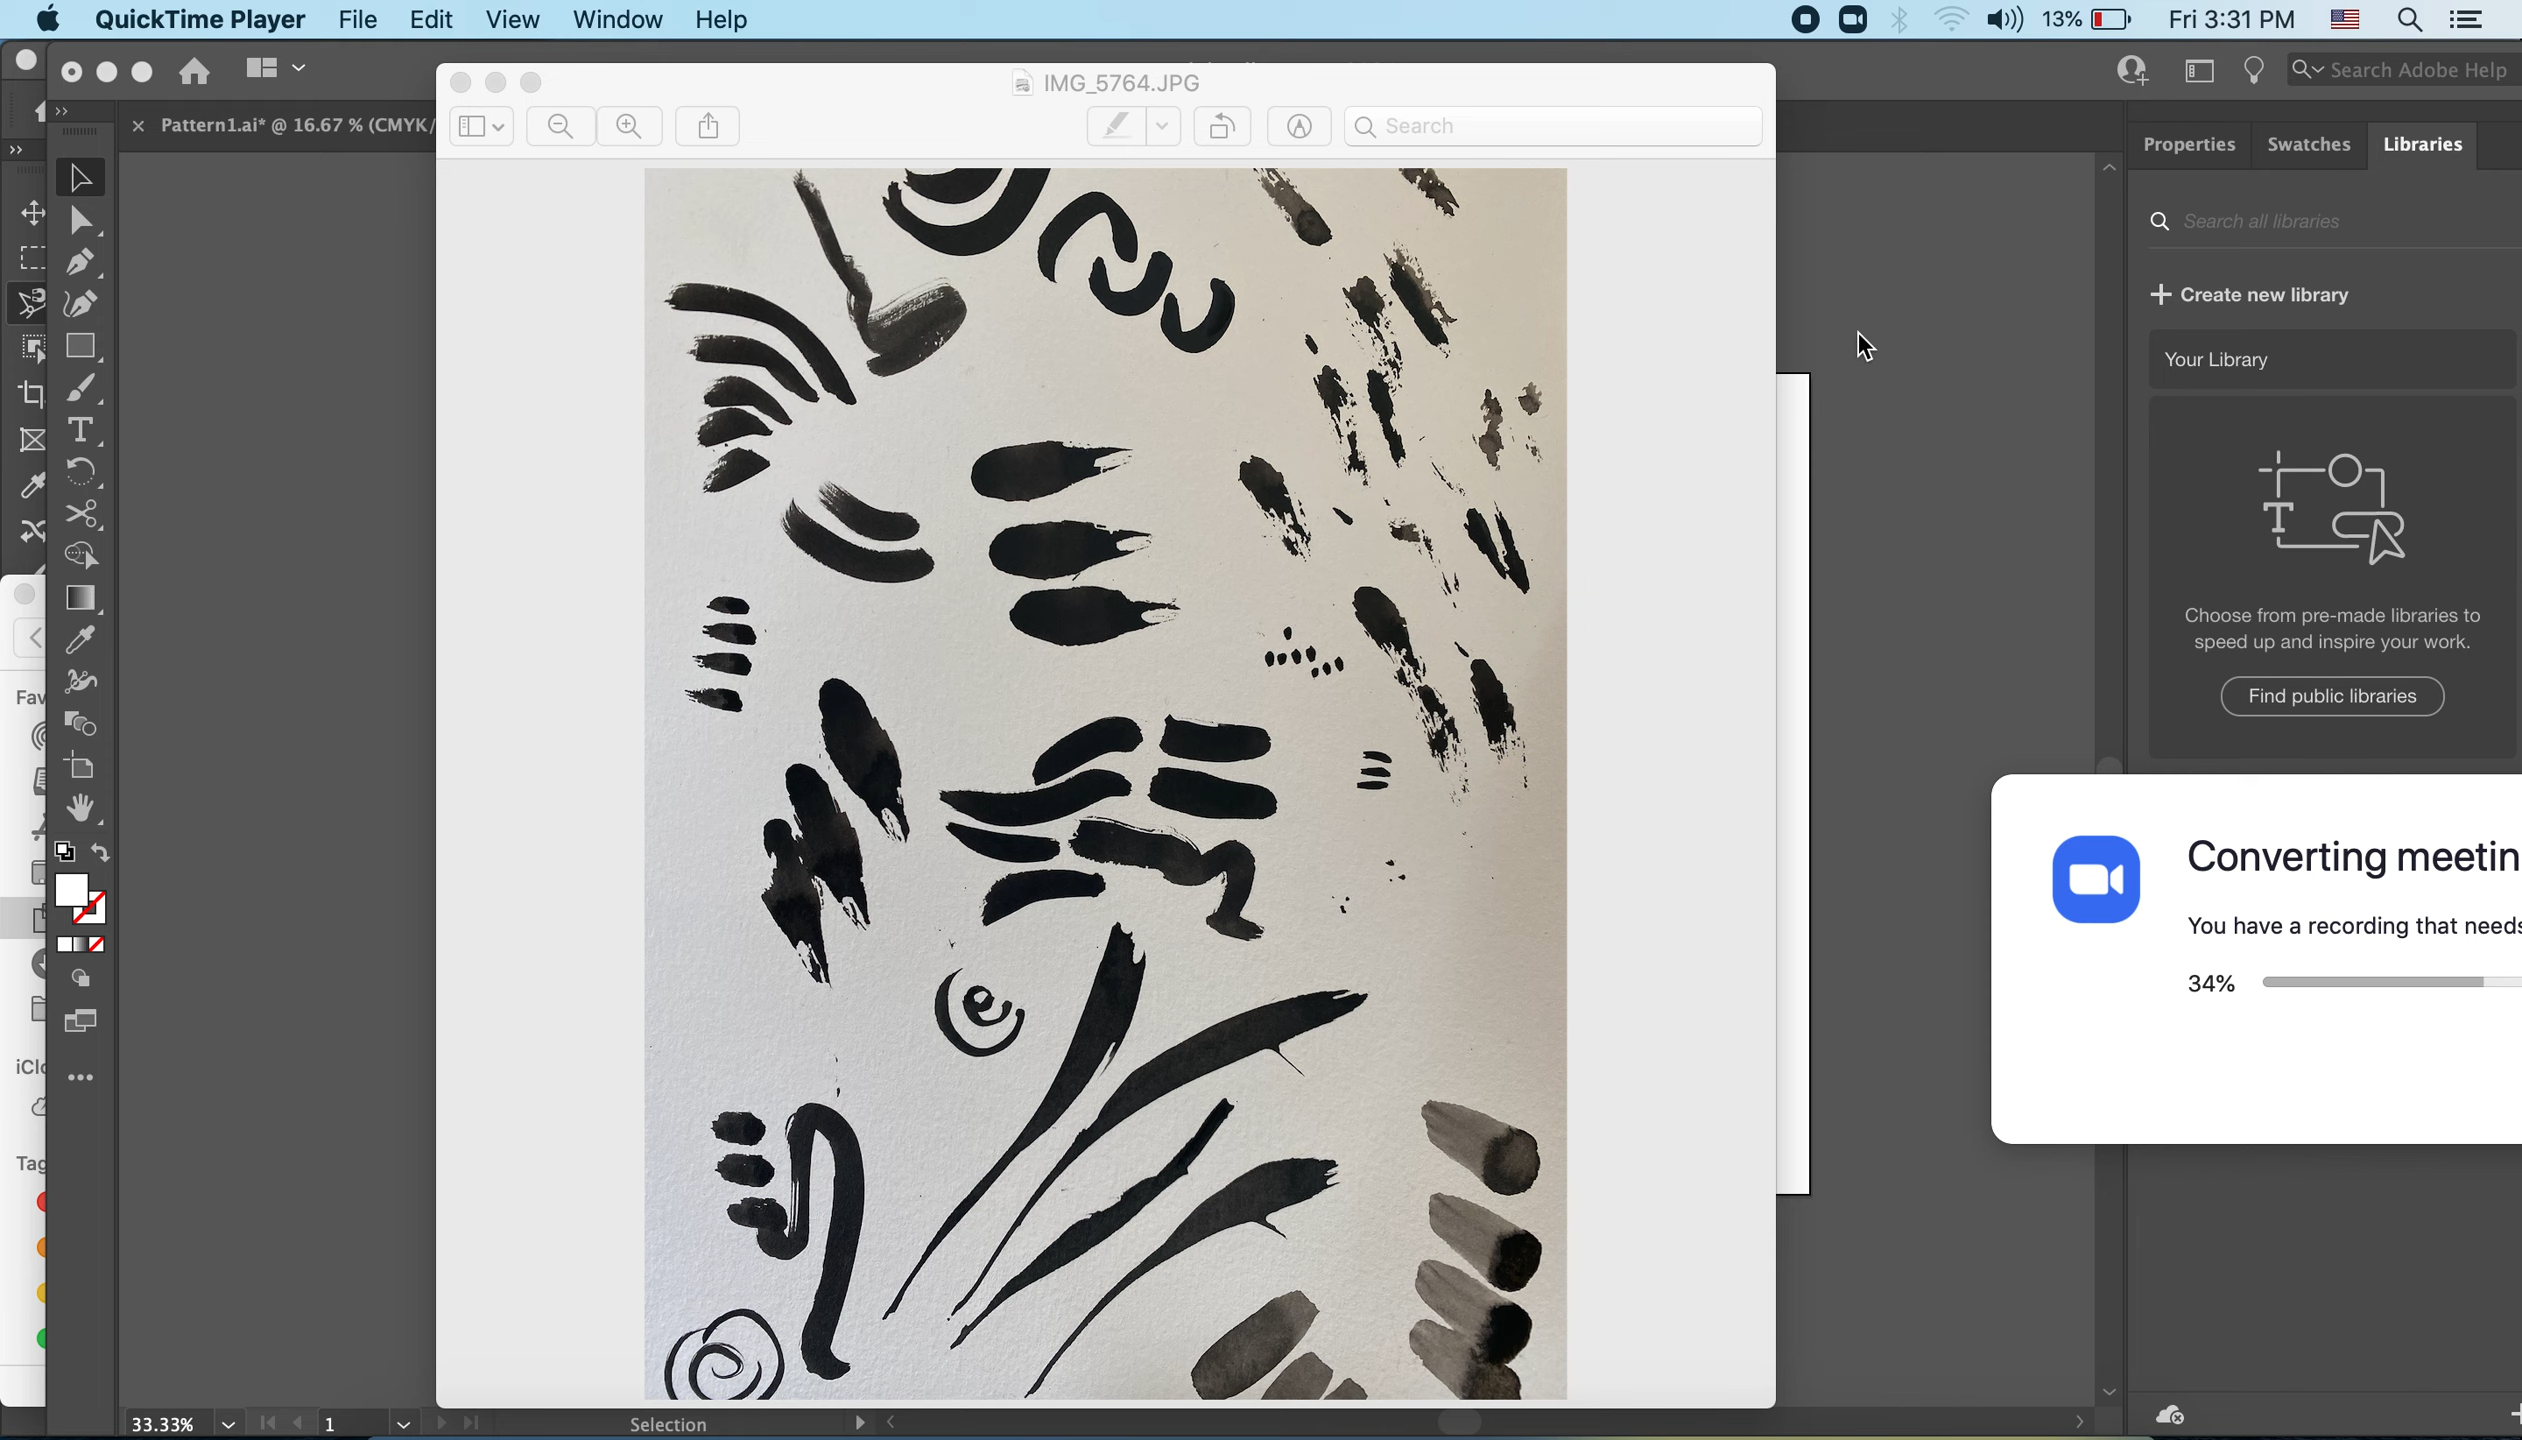 QuickTime Player File Edit View Window Help 13% Fri 3:31 PM
Search Adobe Help
IMG_5764.JPG
Pattern1.ai* @ 16.67 % (CMYK/
Search
Properties Swatches Libraries
Search all libraries
Create new library
Your Library
T
Choose from pre-made libraries to
speed up and inspire your work.
Find public libraries
Fav
Converting meetin
You have a recording that needs
34%
iClo
Tag
33.33% 1 Selection